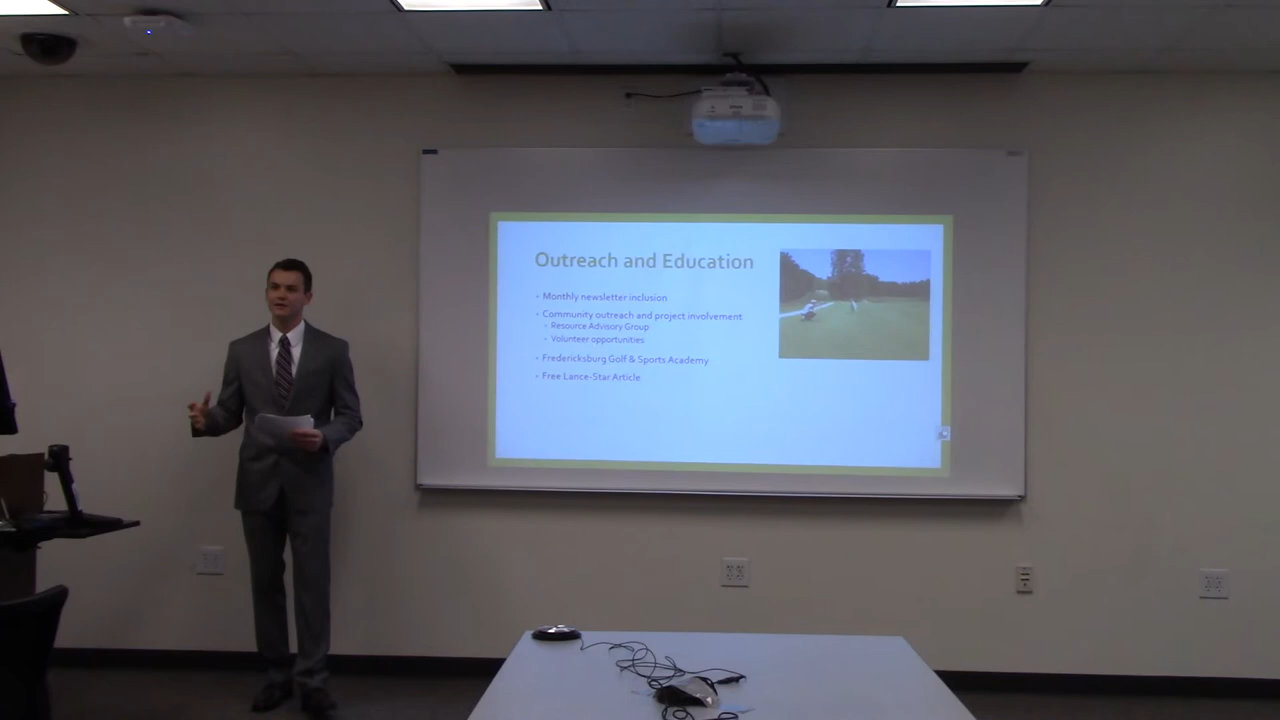 Outreach and Education
Monthly newsletter inclusion
Community outreach and project involvement
Resource Advisory Group
Volunteer opportunities
Fredericksburg Golf & Sports Academy
Free Lance-Star Article